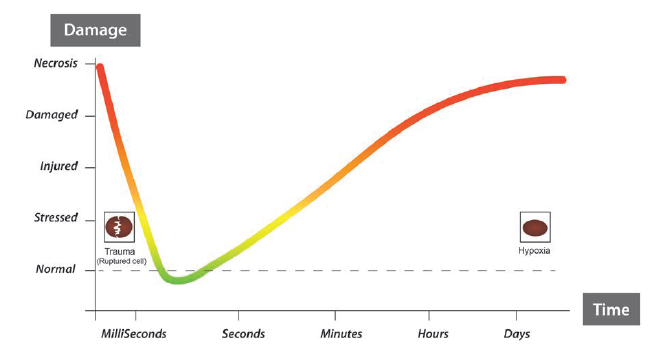 Damage
Necrosis
Damaged
Injured
Stressed
Normal
Trauma
(Ruptured cell)
Hypoxia
Time
MilliSeconds
Seconds
Minutes
Hours
Days